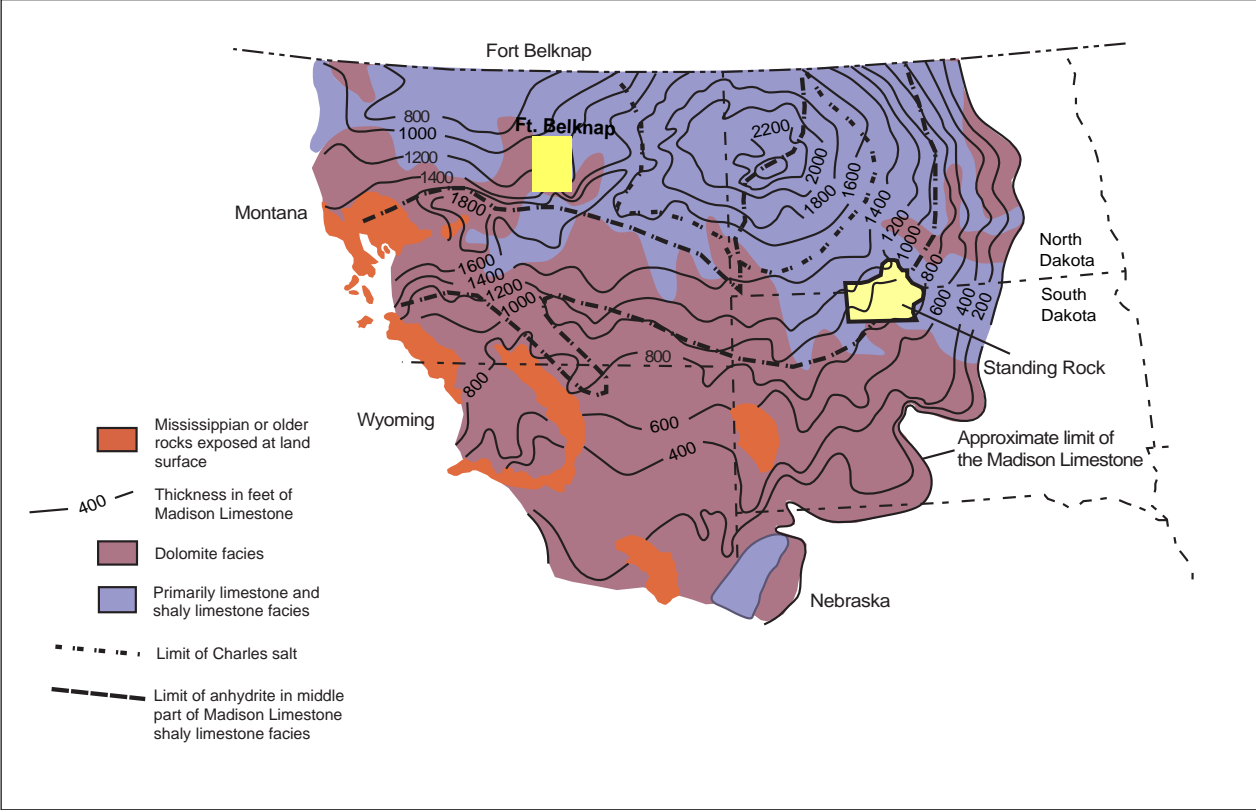 Fort Belknap
Ft. Belknap
800
1000
1200
1400
1800
2200
2000
1800
1600
1400
1200
1000
800
600
400
200
Montana
North
Dakota
South
Dakota
1600
1400
1200
1000
800
800
600
400
Standing Rock
Wyoming
Approximate limit of
the Madison Limestone
Nebraska
Mississippian or older
rocks exposed at land
surface
400
Thickness in feet of
Madison Limestone
Dolomite facies
Primarily limestone and
shaly limestone facies
Limit of Charles salt
Limit of anhydrite in middle
part of Madison Limestone
shaly limestone facies